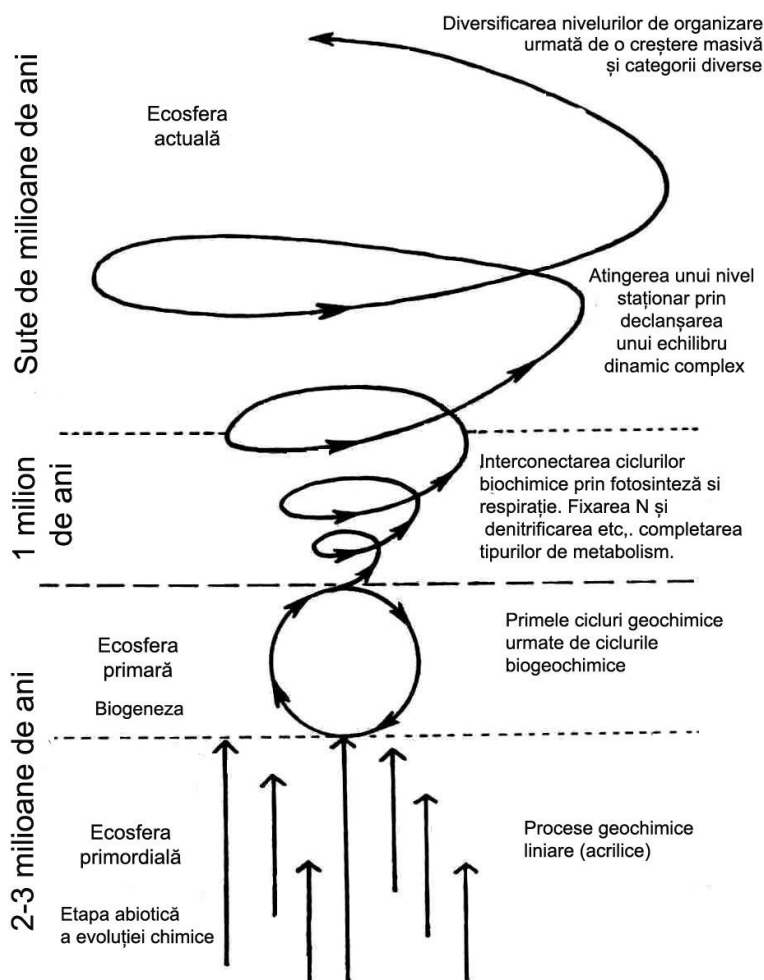 Diversificarea nivelurilor de organizare
urmată de o creștere masivă
și categorii diverse
Sute de milioane de ani
Ecosfera
actuală
Atingerea unui nivel
staționar prin
declanșarea
unui echilibru
dinamic complex
1 milion
de ani
Interconectarea ciclurilor
biochimice prin fotosinteză si
respirație. Fixarea N și
denitrificarea etc,. completarea
tipurilor de metabolism.
2-3 milioane de ani
Ecosfera
primară
Biogeneza
Primele cicluri geochimice
urmate de ciclurile
biogeochimice
Ecosfera
primordială
Etapa abiotică
a evoluției chimice
Procese geochimice
liniare (acrilice)